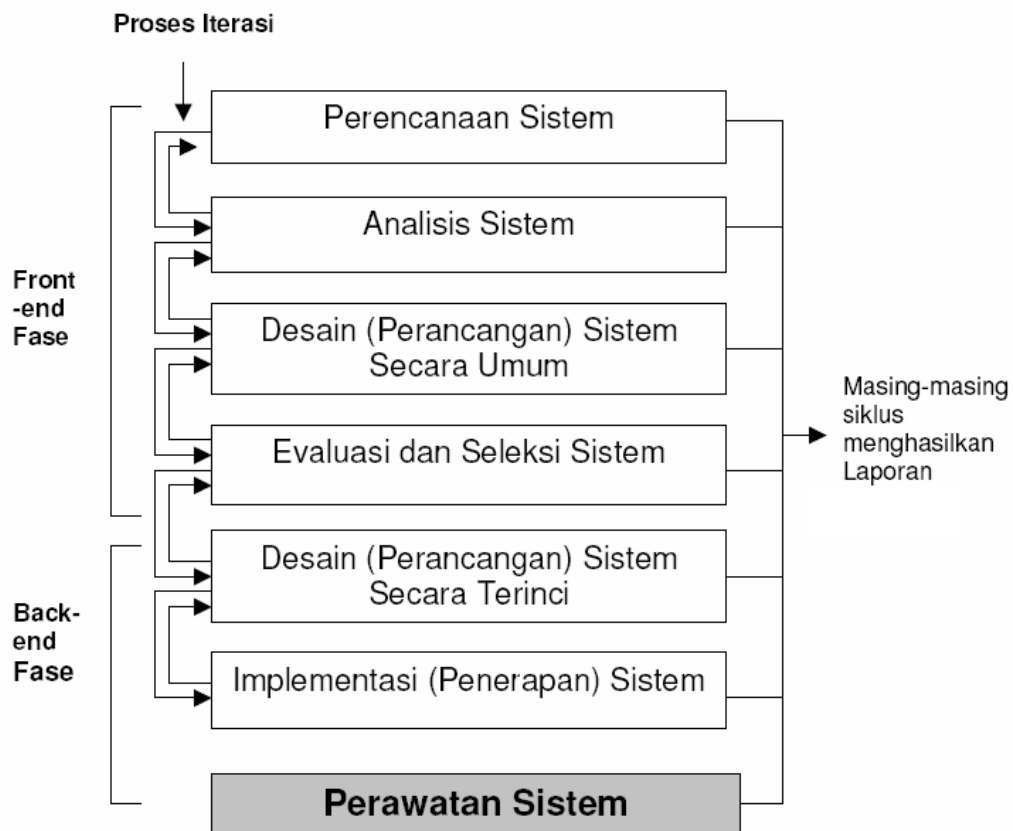 Proses Iterasi
Perencanaan Sistem
Analisis Sistem
Front
-end
Fase
Desain (Perancangan) Sistem
Secara Umum
Evaluasi dan Seleksi Sistem
Masing-masing
siklus
menghasilkan
Laporan
Desain (Perancangan) Sistem
Secara Terinci
Back-
end
Fase
Implementasi (Penerapan) Sistem
Perawatan Sistem